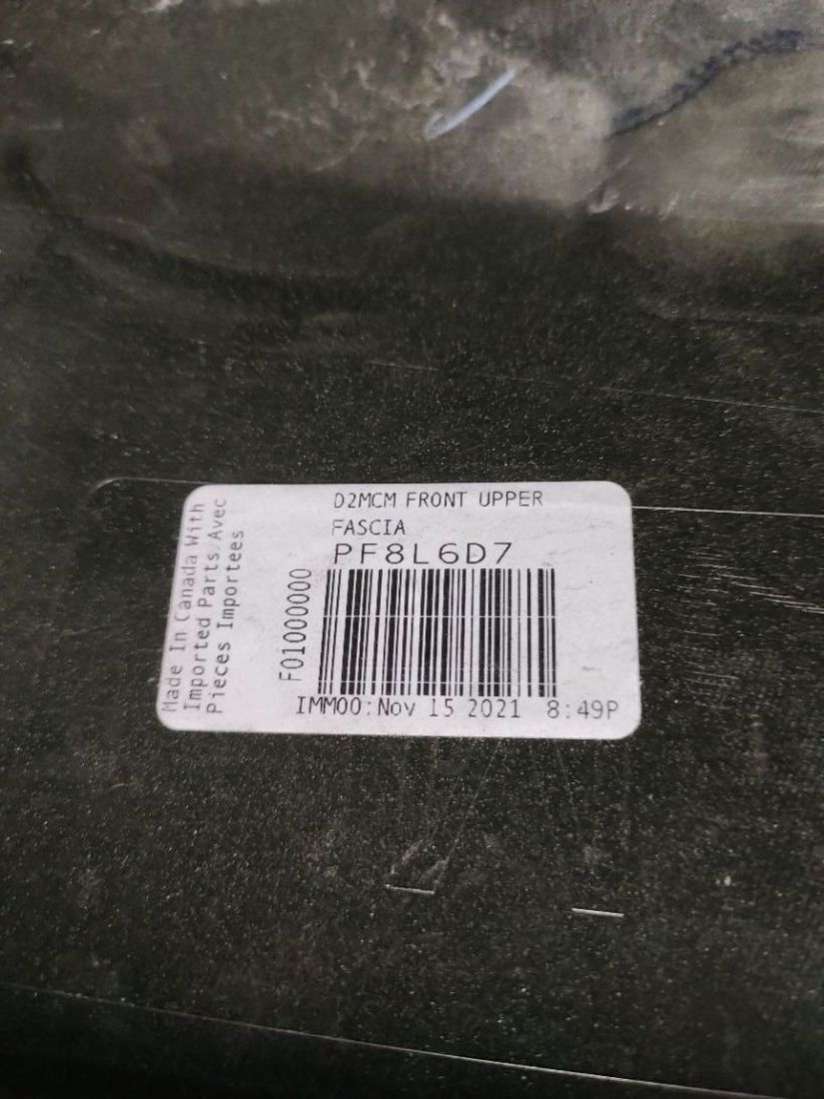 D2MCM FRONT UPPER
FASCIA
PF8L6D7
F01000000
IMM00:Nov 15 2021 8:49P
Made In Canada With
Imported Parts/Avec
Pieces Importees